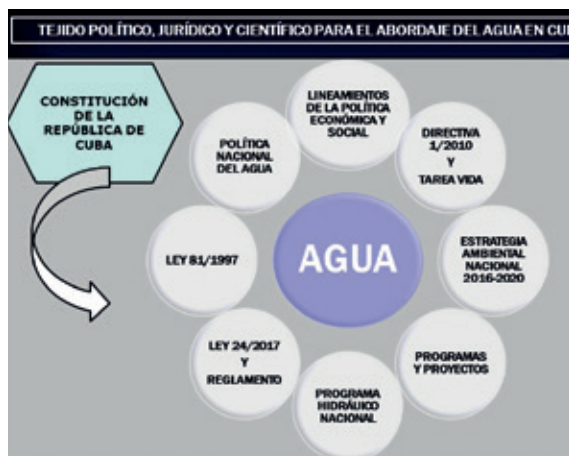 TEJIDO POLÍTICO, JURÍDICO Y CIENTÍFICO PARA EL ABORDAJE DEL AGUA EN CU
CONSTITUCIÓN
DE LA
REPÚBLICA DE
CUBA
LINEAMIENTOS
DE LA POLÍTICA
ECONÓMICA Y
SOCIAL
DIRECTIVA
1/2010
Y
TAREA VIDA
ESTRATEGIA
AMBIENTAL
NACIONAL
2016-2020
PROGRAMAS
Y PROYECTOS
PROGRAMA
HIDRÁULICO
NACIONAL
LEY 24/2017
Y
REGLAMENTO
LEY 81/1997
POLÍTICA
NACIONAL
DEL AGUA
AGUA